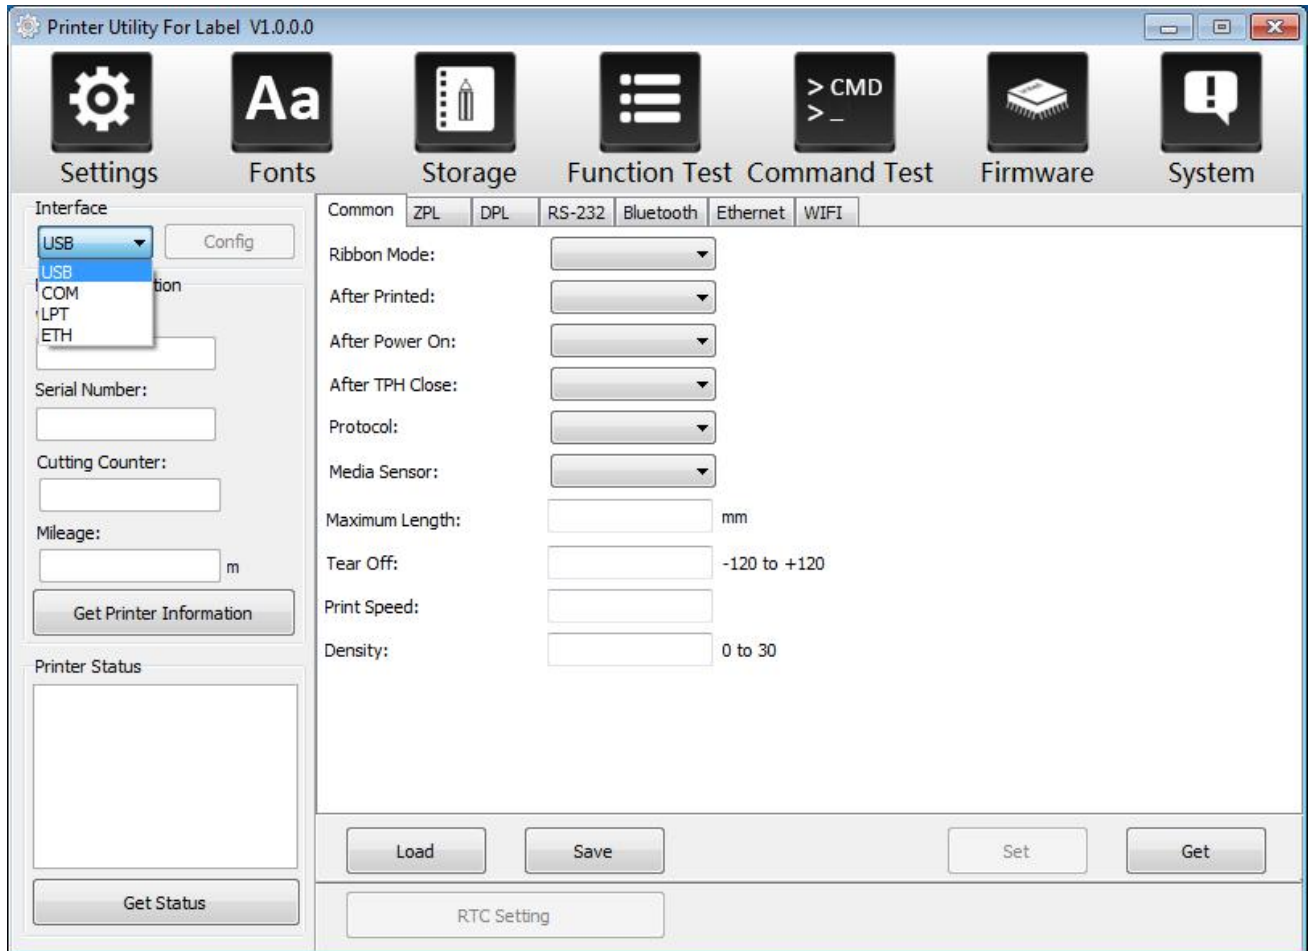 Printer Utility For Label V1.0.0.0
Aa
> CMD
> _
Settings
Fonts
Storage
Function Test
Command Test
Firmware
System
Interface
USB
Config
USB
COM
LPT
ETH
tion
Serial Number:
Cutting Counter:
Mileage:
m
Get Printer Information
Printer Status
Get Status
Common
ZPL
DPL
RS-232
Bluetooth
Ethernet
WIFI
Ribbon Mode:
After Printed:
After Power On:
After TPH Close:
Protocol:
Media Sensor:
Maximum Length:
mm
Tear Off:
-120 to +120
Print Speed:
Density:
0 to 30
Load
Save
Set
Get
RTC Setting